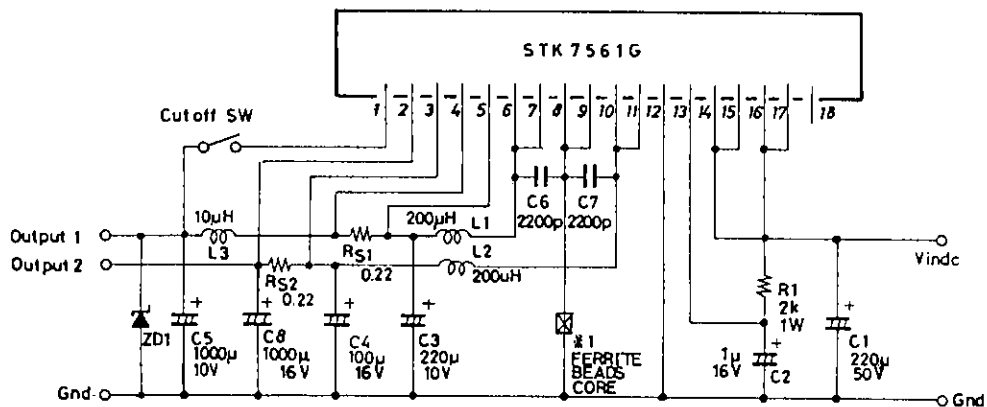 STK7561G
1 2 3 4 5 6 7 8 9 10 11 12 13 14 15 16 17 18
Cutoff SW
C6
2200p
C7
2200p
10µH
L3
200µH
L1
L2
200uH
Output 1
Output 2
RS1
0.22
RS2
0.22
Vindc
R1
2k
1W
ZD1
+
C5
1000µ
10V
+
C8
1000µ
16V
+
C4
100µ
16V
+
C3
220µ
10V
※1
FERRITE
BEADS
CORE
1µ
16V
+
C2
+
C1
220µ
50V
Gnd
Gnd